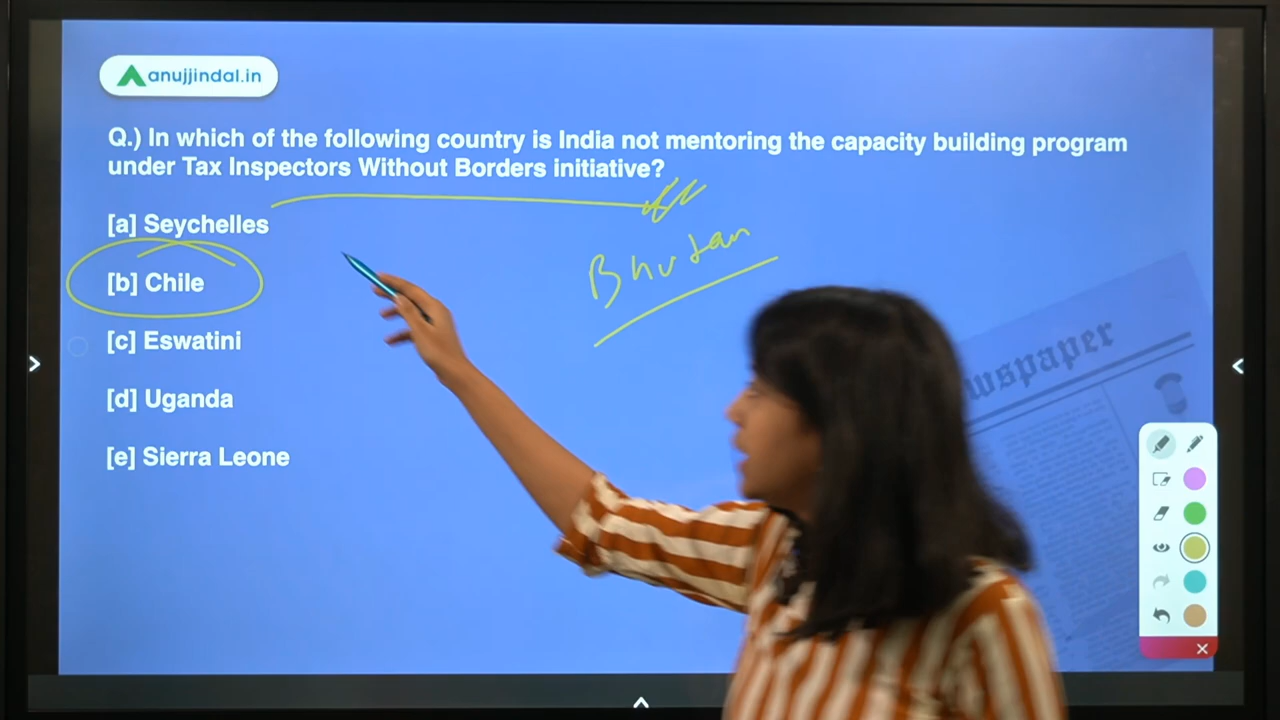 anujjindal.in
Q.) In which of the following country is India not mentoring the capacity building program
under Tax Inspectors Without Borders initiative?
[a] Seychelles
Bhutan
[b] Chile
[c] Eswatini
[d] Uganda
[e] Sierra Leone
wspaper